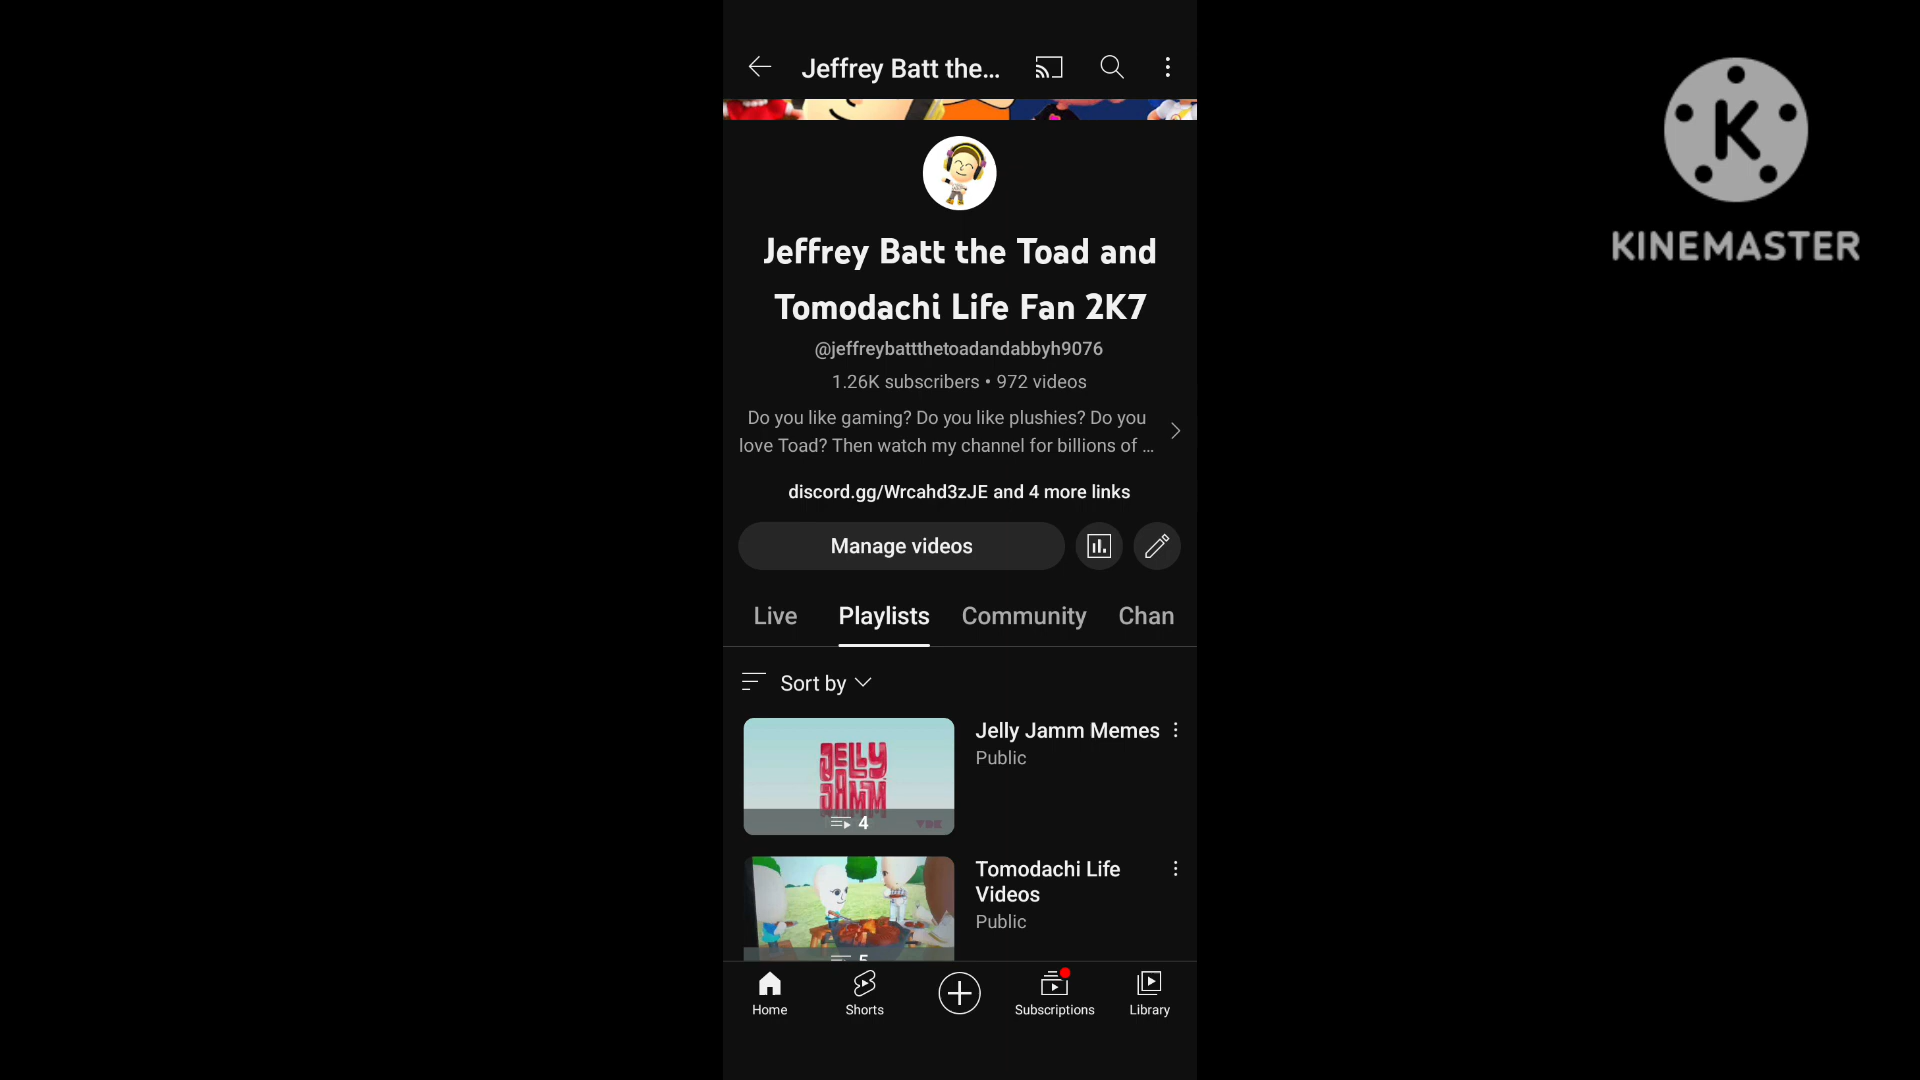 Jeffrey Batt the...
KINEMASTER
Jeffrey Batt the Toad and
Tomodachi Life Fan 2K7
@jeffreybattthetoadandabbyh9076
1.26K subscribers • 972 videos
Do you like gaming? Do you like plushies? Do you
love Toad? Then watch my channel for billions of ...
discord.gg/Wrcahd3zJE and 4 more links
Manage videos
Live Playlists Community Chan
Sort by
JELLY
JAMM
4
Jelly Jamm Memes
Public
5
Tomodachi Life
Videos
Public
Home Shorts Subscriptions Library